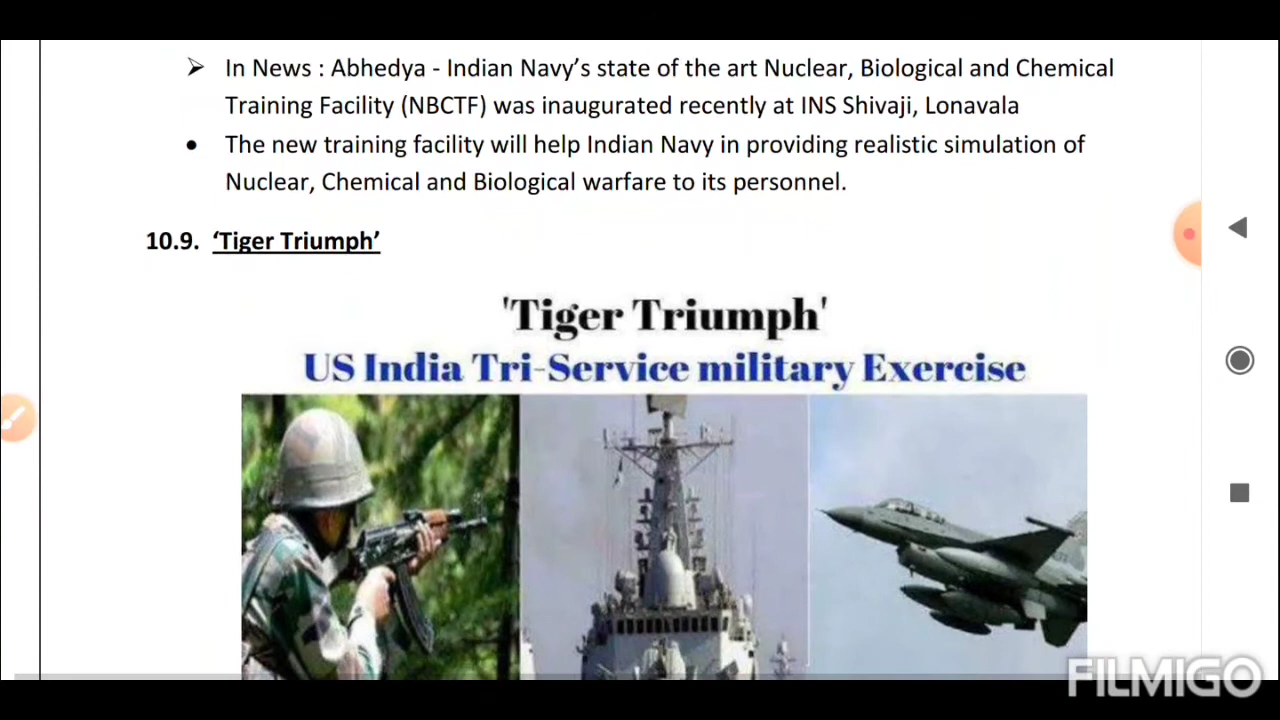 ➤ In News : Abhedya - Indian Navy’s state of the art Nuclear, Biological and Chemical
Training Facility (NBCTF) was inaugurated recently at INS Shivaji, Lonavala
● The new training facility will help Indian Navy in providing realistic simulation of
Nuclear, Chemical and Biological warfare to its personnel.
10.9. ‘Tiger Triumph’
'Tiger Triumph'
US India Tri-Service military Exercise
FILMIGO